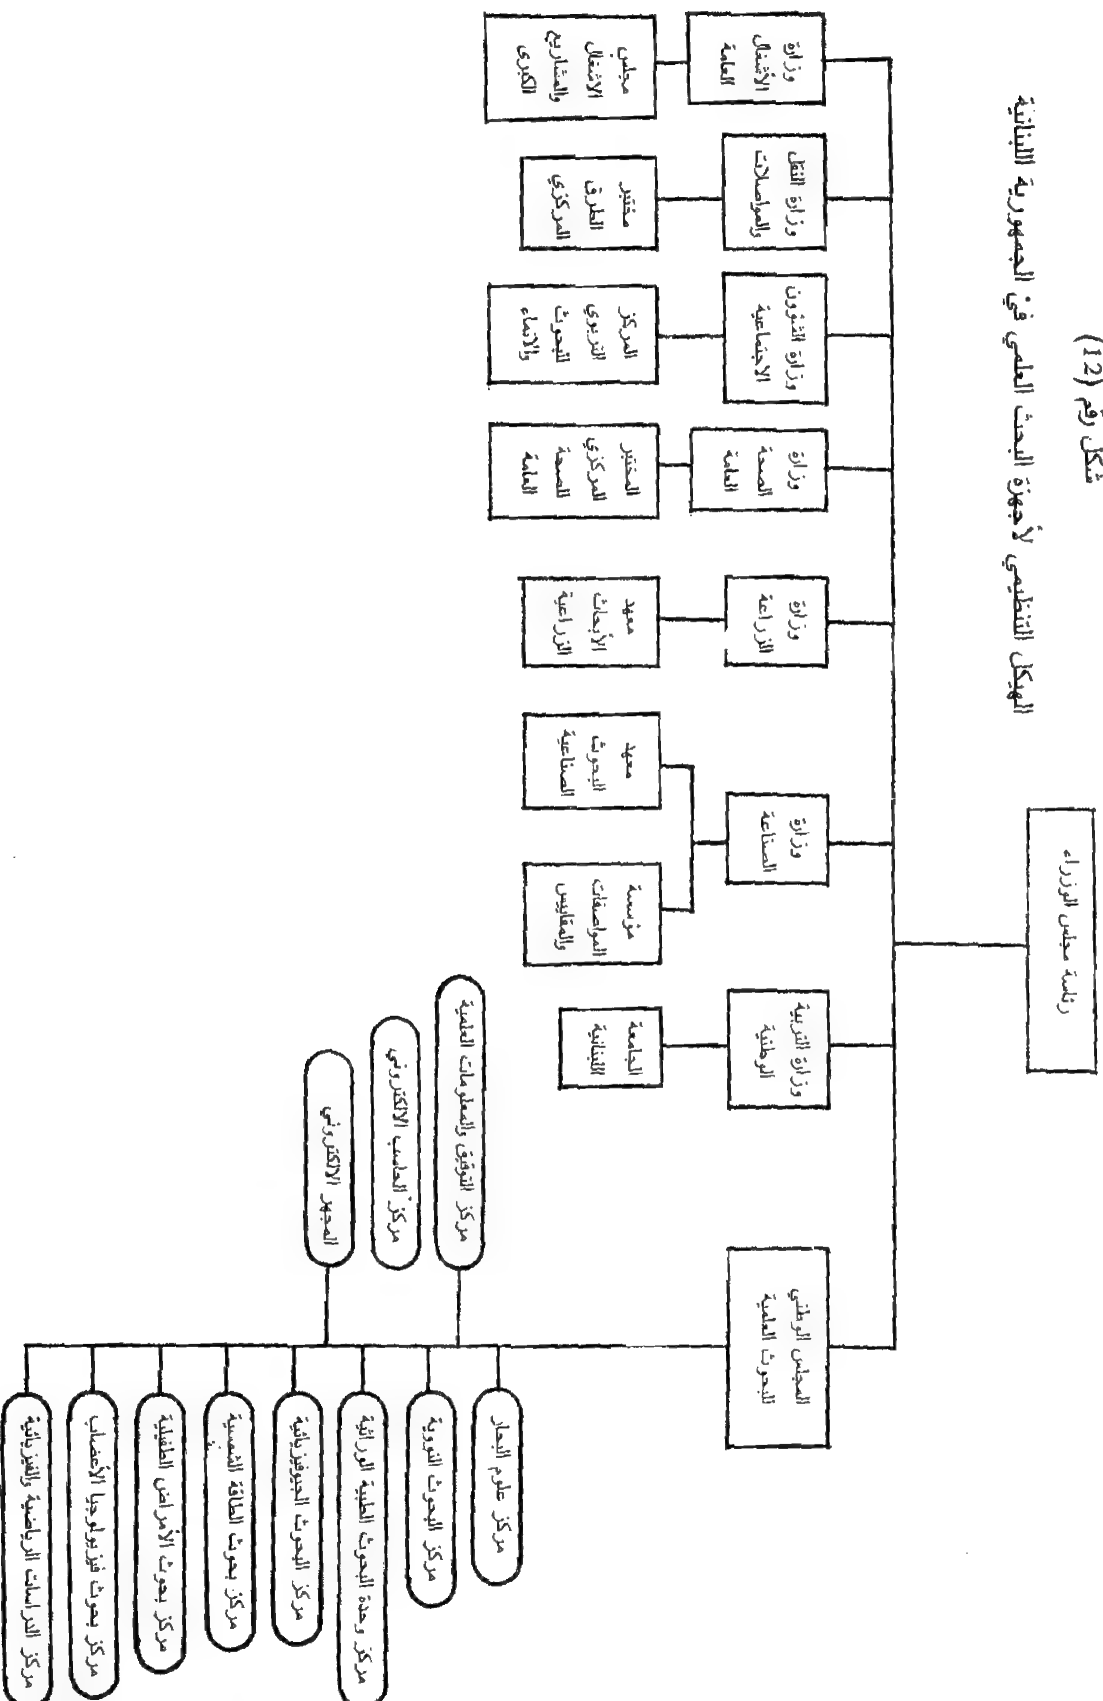 شكل رقم (12)
الهيكل التنظيمي لأجهزة البحث العلمي في الجمهورية اللبنانية
رئاسة مجلس الوزراء
المجلس الوطني
للبحوث العلمية
وزارة التربية
الوطنية
وزارة
الصناعة
وزارة
الزراعة
وزارة
الصحة
العامة
وزارة الشؤون
الاجتماعية
وزارة النقل
والمواصلات
وزارة
الأشغال
العامة
الجامعة
اللبنانية
مؤسسة
المواصفات
والمقاييس
معهد
البحوث
الصناعية
معهد
الأبحاث
الزراعية
المختبر
المركزي
للصحة
العامة
المركز
التربوي
للبحوث
والانماء
مختبر
الطرق
المركزي
مجلس
الاشغال
والمشاريع
الكبرى
مركز علوم البحار
مركز البحوث النووية
مركز وحدة البحوث الطبية الوراثية
مركز البحوث الجيوفيزيائية
مركز بحوث الطاقة الشمسية
مركز بحوث الأمراض الطفيلية
مركز بحوث فيزيولوجيا الأعصاب
مركز الدراسات الرياضية والفيزيائية
مركز التوثيق والمعلومات العلمية
مركز الحاسب الالكتروني
المجهر الالكتروني